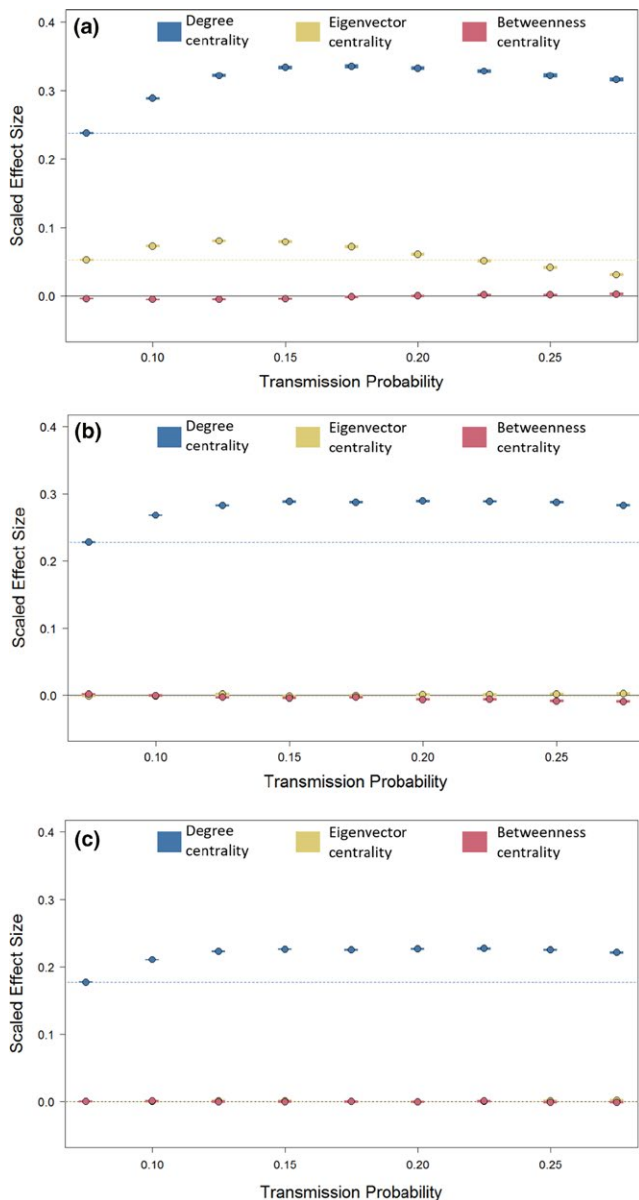 (a)
Degree
centrality
Eigenvector
centrality
Betweenness
centrality
Scaled Effect Size
0.4
0.3
0.2
0.1
0.0
0.10
0.15
0.20
0.25
Transmission Probability
(b)
Degree
centrality
Eigenvector
centrality
Betweenness
centrality
Scaled Effect Size
0.4
0.3
0.2
0.1
0.0
0.10
0.15
0.20
0.25
Transmission Probability
(c)
Degree
centrality
Eigenvector
centrality
Betweenness
centrality
Scaled Effect Size
0.4
0.3
0.2
0.1
0.0
0.10
0.15
0.20
0.25
Transmission Probability